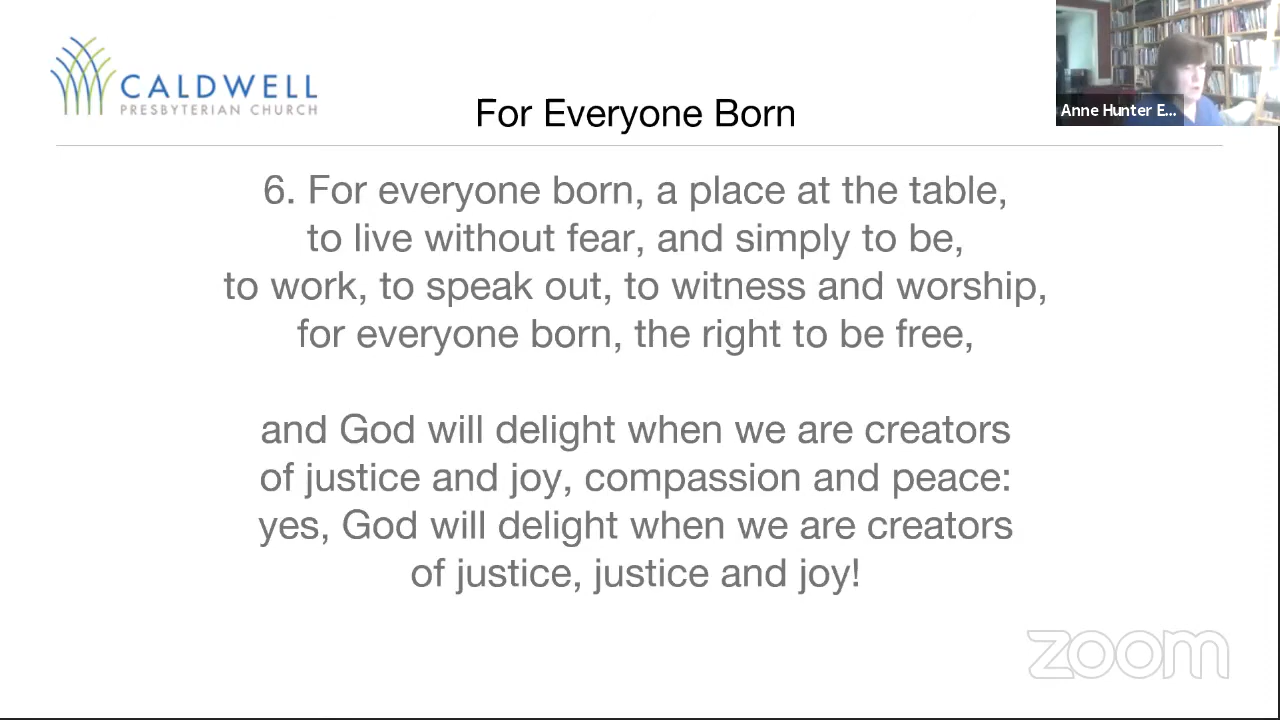 CALDWELL
PRESBYTERIAN CHURCH
For Everyone Born
Anne Hunter E...
6. For everyone born, a place at the table,
to live without fear, and simply to be,
to work, to speak out, to witness and worship,
for everyone born, the right to be free,
and God will delight when we are creators
of justice and joy, compassion and peace:
yes, God will delight when we are creators
of justice, justice and joy!
zoom